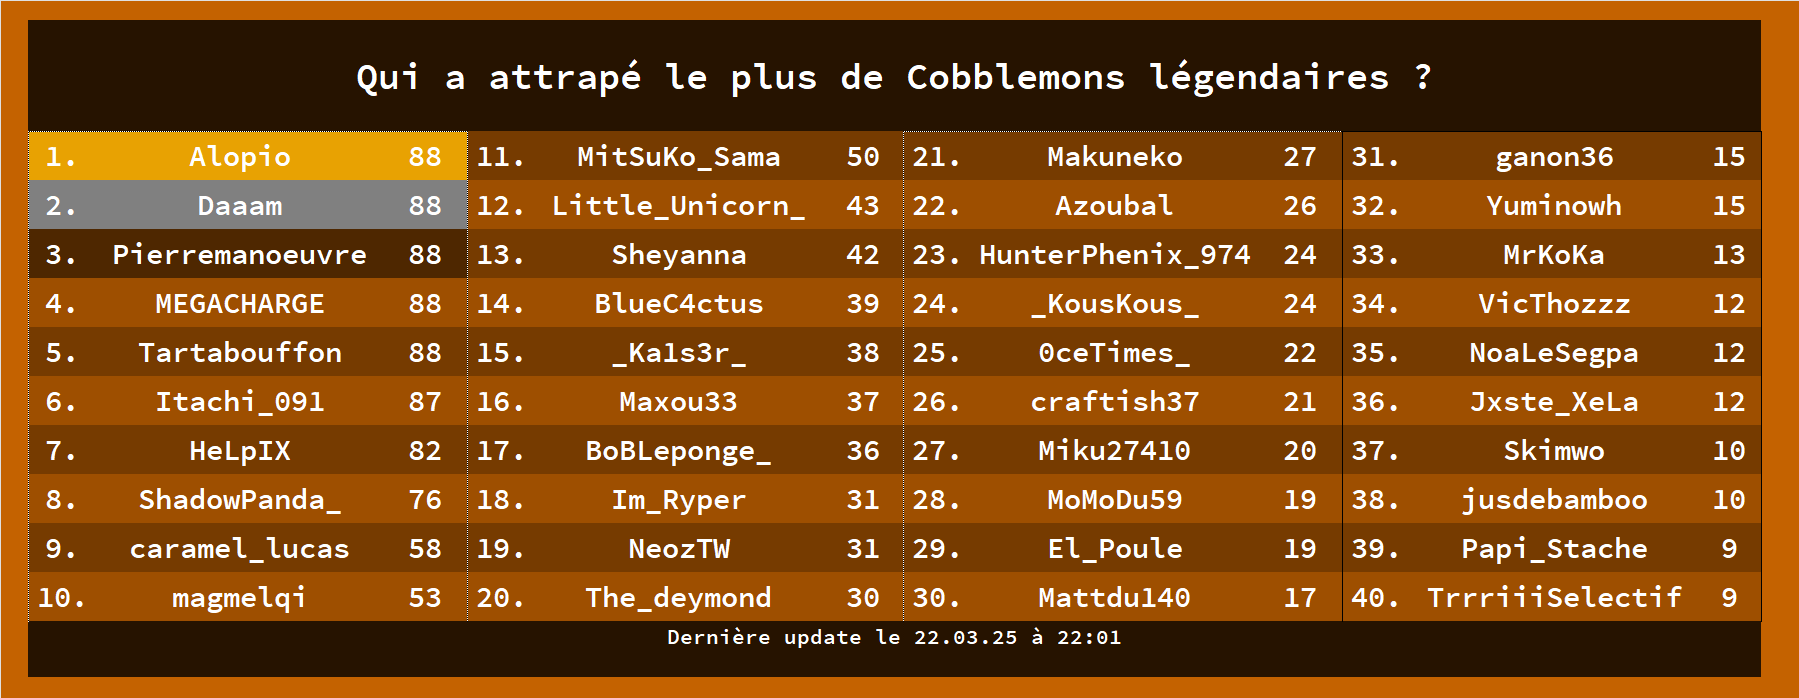 Qui a attrapé le plus de Cobblemons légendaires ?
1. Alopio 88
2. Daaam 88
3. Pierremanoeuvre 88
4. MEGACHARGE 88
5. Tartabouffon 88
6. Itachi_091 87
7. HeLpIX 82
8. ShadowPanda_ 76
9. caramel_lucas 58
10. magmelqi 53
11. MitSuKo_Sama 50
12. Little_Unicorn_ 43
13. Sheyanna 42
14. BlueC4ctus 39
15. _Ka1s3r_ 38
16. Maxou33 37
17. BoBLeponge_ 36
18. Im_Ryper 31
19. NeozTW 31
20. The_deymond 30
21. Makuneko 27
22. Azoubal 26
23. HunterPhenix_974 24
24. _KousKous_ 24
25. 0ceTimes_ 22
26. craftish37 21
27. Miku27410 20
28. MoMoDu59 19
29. El_Poule 19
30. Mattdu140 17
31. ganon36 15
32. Yuminowh 15
33. MrKoKa 13
34. VicThozzz 12
35. NoaLeSegpa 12
36. Jxste_XeLa 12
37. Skimwo 10
38. jusdebamboo 10
39. Papi_Stache 9
40. TrrriiiSelectif 9
Dernière update le 22.03.25 à 22:01